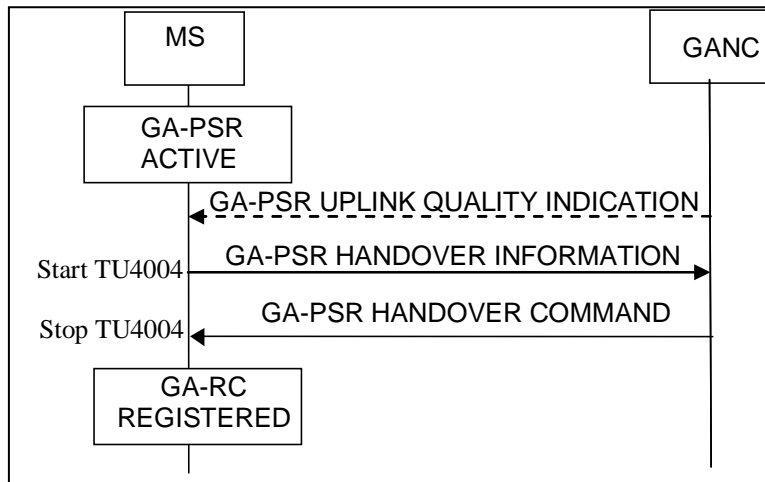 MS
GANC
GA-PSR
ACTIVE
GA-PSR UPLINK QUALITY INDICATION
Start TU4004
GA-PSR HANDOVER INFORMATION
GA-PSR HANDOVER COMMAND
Stop TU4004
GA-RC
REGISTERED